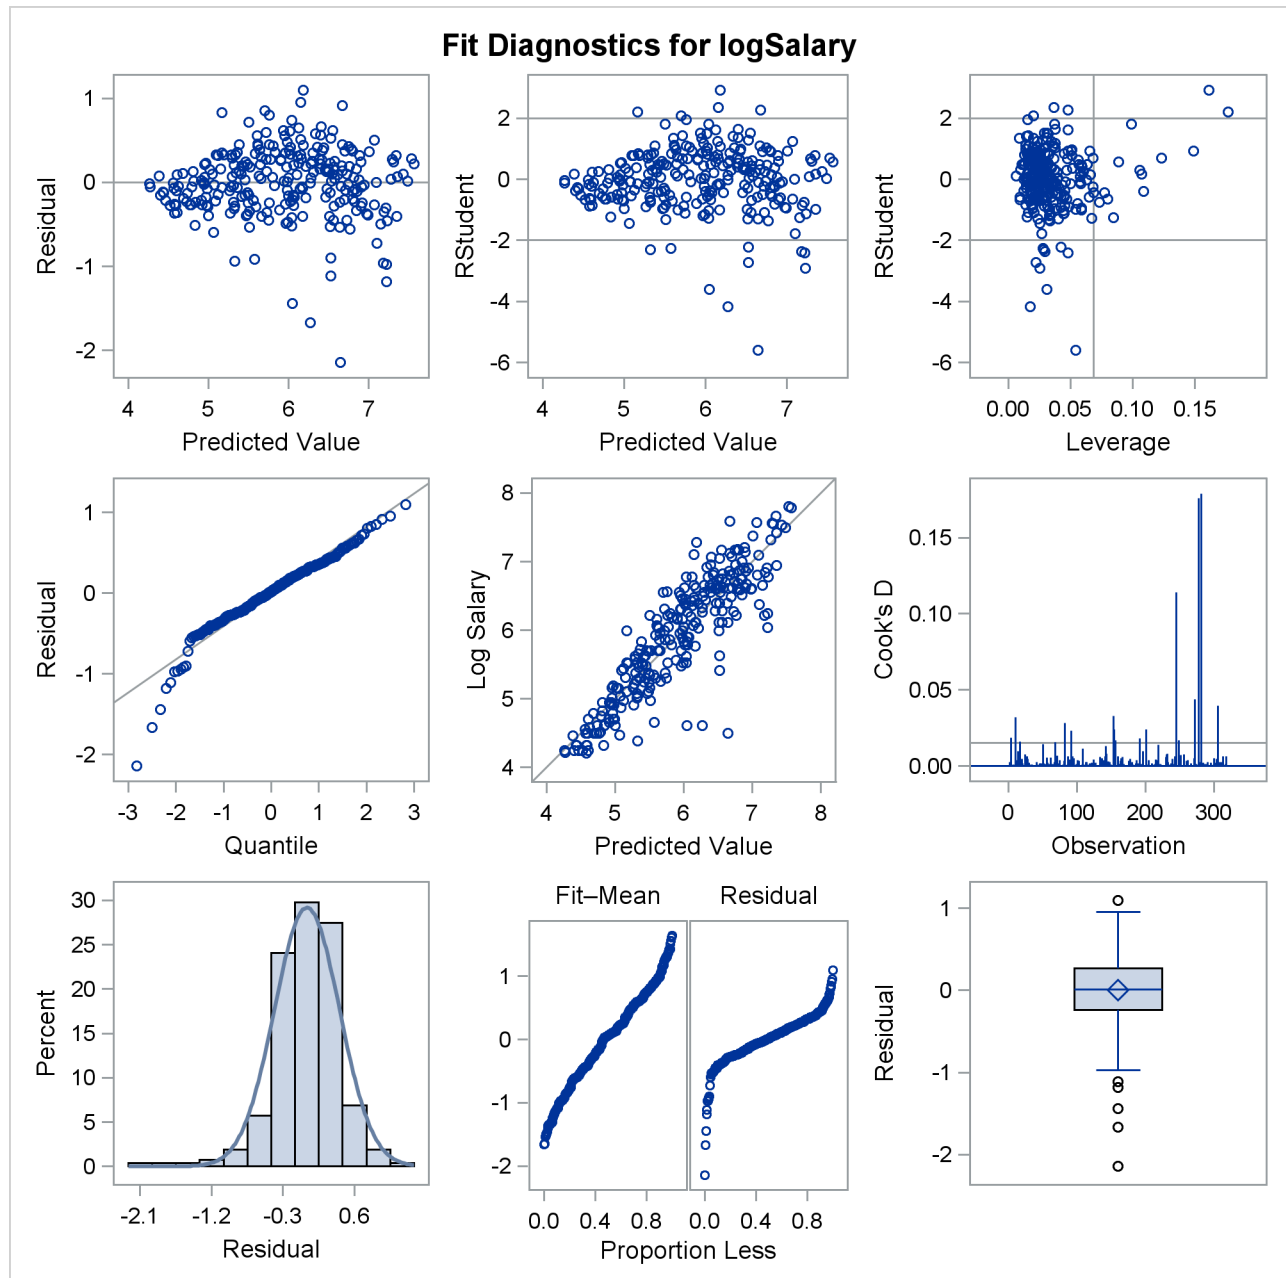 Fit Diagnostics for logSalary
1
0
-1
-2
Residual
4 5 6 7
Predicted Value
2
0
-2
-4
-6
RStudent
4 5 6 7
Predicted Value
2
0
-2
-4
-6
RStudent
0.00 0.05 0.10 0.15
Leverage
1
0
-1
-2
Residual
-3 -2 -1 0 1 2 3
Quantile
8
7
6
5
4
Log Salary
4 5 6 7 8
Predicted Value
0.15
0.10
0.05
0.00
Cook's D
0 100 200 300
Observation
30
25
20
15
10
5
0
Percent
-2.1 -1.2 -0.3 0.6
Residual
Fit–Mean Residual
1
0
-1
-2
0.0 0.4 0.8 0.0 0.4 0.8
Proportion Less
1
0
-1
-2
Residual